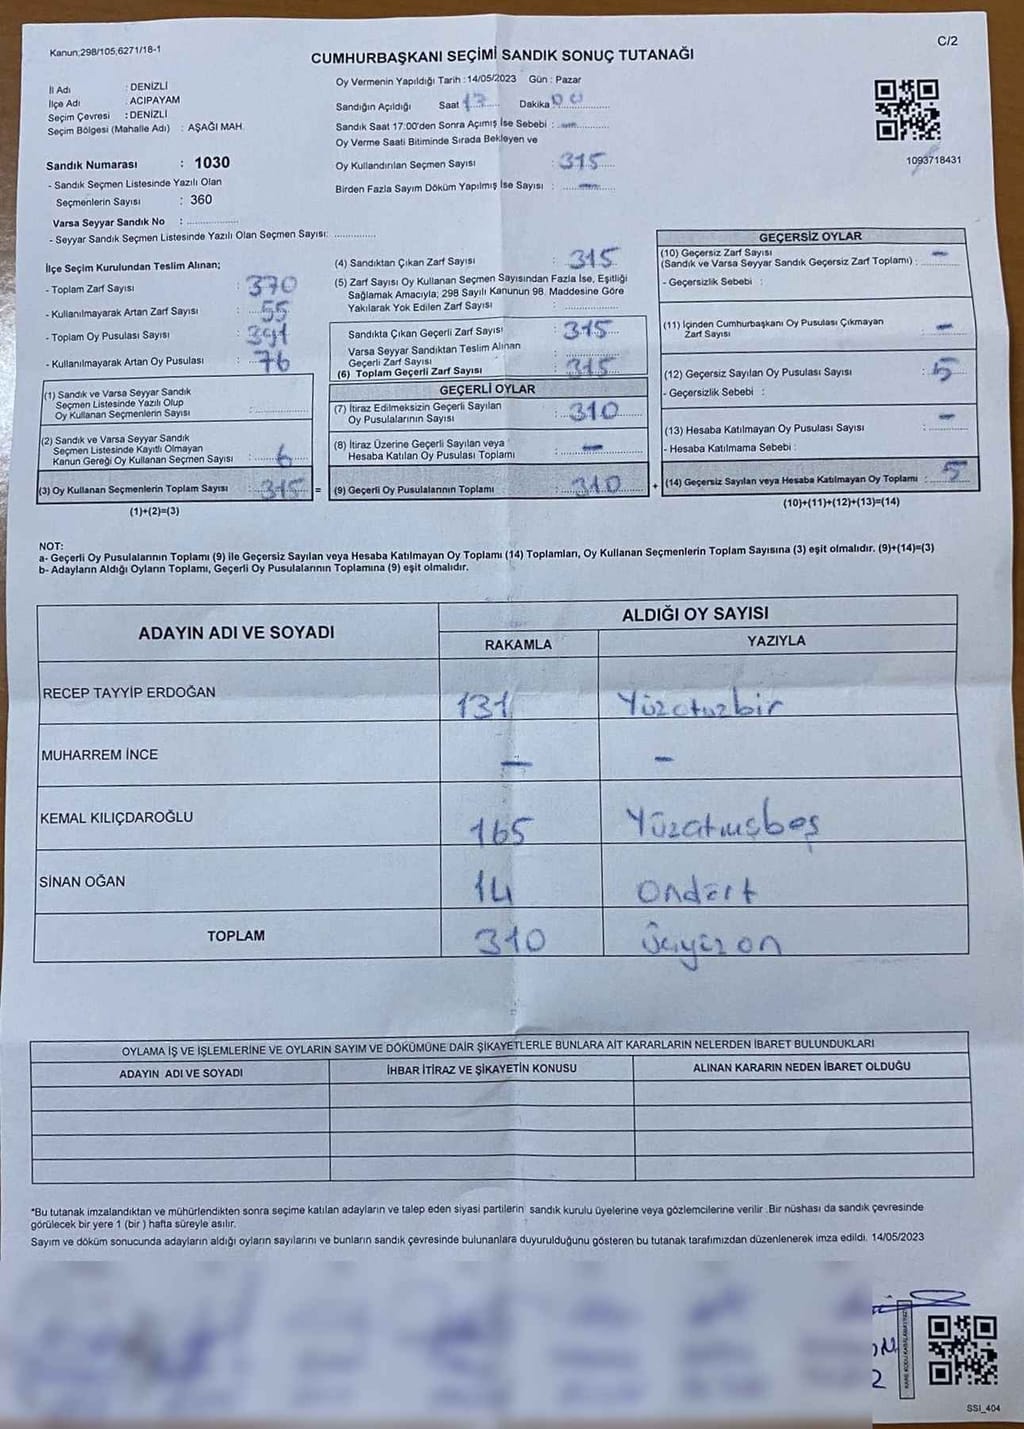 Kanun,298/105,6271/18-1
C/2
CUMHURBAŞKANI SEÇİMİ SANDIK SONUÇ TUTANAĞI
İl Adı : DENİZLİ
İlçe Adı : ACIPAYAM
Seçim Çevresi : DENİZLİ
Seçim Bölgesi (Mahalle Adı) : AŞAĞI MAH.
Sandık Numarası : 1030
- Sandık Seçmen Listesinde Yazılı Olan
Seçmenlerin Sayısı : 360
Varsa Seyyar Sandık No : ................
- Seyyar Sandık Seçmen Listesinde Yazılı Olan Seçmen Sayısı: .............
Oy Vermenin Yapıldığı Tarih : 14/05/2023 Gün : Pazar
Sandığın Açıldığı Saat 17 Dakika 00
Sandık Saat 17:00'den Sonra Açımış İse Sebebi : —
Oy Verme Saati Bitiminde Sırada Bekleyen ve
Oy Kullandırılan Seçmen Sayısı : 315
Birden Fazla Sayım Döküm Yapılmış İse Sayısı : —
1093718431
İlçe Seçim Kurulundan Teslim Alınan;
- Toplam Zarf Sayısı : 370
- Kullanılmayarak Artan Zarf Sayısı : 55
- Toplam Oy Pusulası Sayısı : 391
- Kullanılmayarak Artan Oy Pusulası : 76
(1) Sandık ve Varsa Seyyar Sandık
Seçmen Listesinde Yazılı Olup
Oy Kullanan Seçmenlerin Sayısı : ................
(2) Sandık ve Varsa Seyyar Sandık
Seçmen Listesinde Kayıtlı Olmayan
Kanun Gereği Oy Kullanan Seçmen Sayısı : 6
(3) Oy Kullanan Seçmenlerin Toplam Sayısı : 315 =
(1)+(2)=(3)
(4) Sandıktan Çıkan Zarf Sayısı : 315
(5) Zarf Sayısı Oy Kullanan Seçmen Sayısından Fazla İse, Eşitliği
Sağlamak Amacıyla; 298 Sayılı Kanunun 98. Maddesine Göre
Yakılarak Yok Edilen Zarf Sayısı : ................
Sandıkta Çıkan Geçerli Zarf Sayısı : 315
Varsa Seyyar Sandıktan Teslim Alınan
Geçerli Zarf Sayısı : ................
(6) Toplam Geçerli Zarf Sayısı : 315
GEÇERLİ OYLAR
(7) İtiraz Edilmeksizin Geçerli Sayılan
Oy Pusulalarının Sayısı : 310
(8) İtiraz Üzerine Geçerli Sayılan veya
Hesaba Katılan Oy Pusulası Toplamı : —
(9) Geçerli Oy Pusulalarının Toplamı : 310 +
GEÇERSİZ OYLAR
(10) Geçersiz Zarf Sayısı
(Sandık ve Varsa Seyyar Sandık Geçersiz Zarf Toplamı) : —
- Geçersizlik Sebebi :
(11) İçinden Cumhurbaşkanı Oy Pusulası Çıkmayan
Zarf Sayısı : —
(12) Geçersiz Sayılan Oy Pusulası Sayısı : 5
- Geçersizlik Sebebi :
(13) Hesaba Katılmayan Oy Pusulası Sayısı : —
- Hesaba Katılmama Sebebi :
(14) Geçersiz Sayılan veya Hesaba Katılmayan Oy Toplamı : 5
(10)+(11)+(12)+(13)=(14)
NOT:
a- Geçerli Oy Pusulalarının Toplamı (9) ile Geçersiz Sayılan veya Hesaba Katılmayan Oy Toplamı (14) Toplamları, Oy Kullanan Seçmenlerin Toplam Sayısına (3) eşit olmalıdır. (9)+(14)=(3)
b- Adayların Aldığı Oyların Toplamı, Geçerli Oy Pusulalarının Toplamına (9) eşit olmalıdır.
ADAYIN ADI VE SOYADI
ALDIĞI OY SAYISI
RAKAMLA YAZIYLA
RECEP TAYYİP ERDOĞAN 131 Yüzotuzbir
MUHARREM İNCE — —
KEMAL KILIÇDAROĞLU 165 Yüzatmışbeş
SİNAN OĞAN 14 Ondört
TOPLAM 310 Üçyüz on
OYLAMA İŞ VE İŞLEMLERİNE VE OYLARIN SAYIM VE DÖKÜMÜNE DAİR ŞİKAYETLERLE BUNLARA AİT KARARLARIN NELERDEN İBARET BULUNDUKLARI
ADAYIN ADI VE SOYADI İHBAR İTİRAZ VE ŞİKAYETİN KONUSU ALINAN KARARIN NEDEN İBARET OLDUĞU
*Bu tutanak imzalandıktan ve mühürlendikten sonra seçime katılan adayların ve talep eden siyasi partilerin sandık kurulu üyelerine veya gözlemcilerine verilir .Bir nüshası da sandık çevresinde
görülecek bir yere 1 (bir ) hafta süreyle asılır.
Sayım ve döküm sonucunda adayların aldığı oyların sayılarını ve bunların sandık çevresinde bulunanlara duyurulduğunu gösteren bu tutanak tarafımızdan düzenlenerek imza edildi. 14/05/2023
2
SSI_404